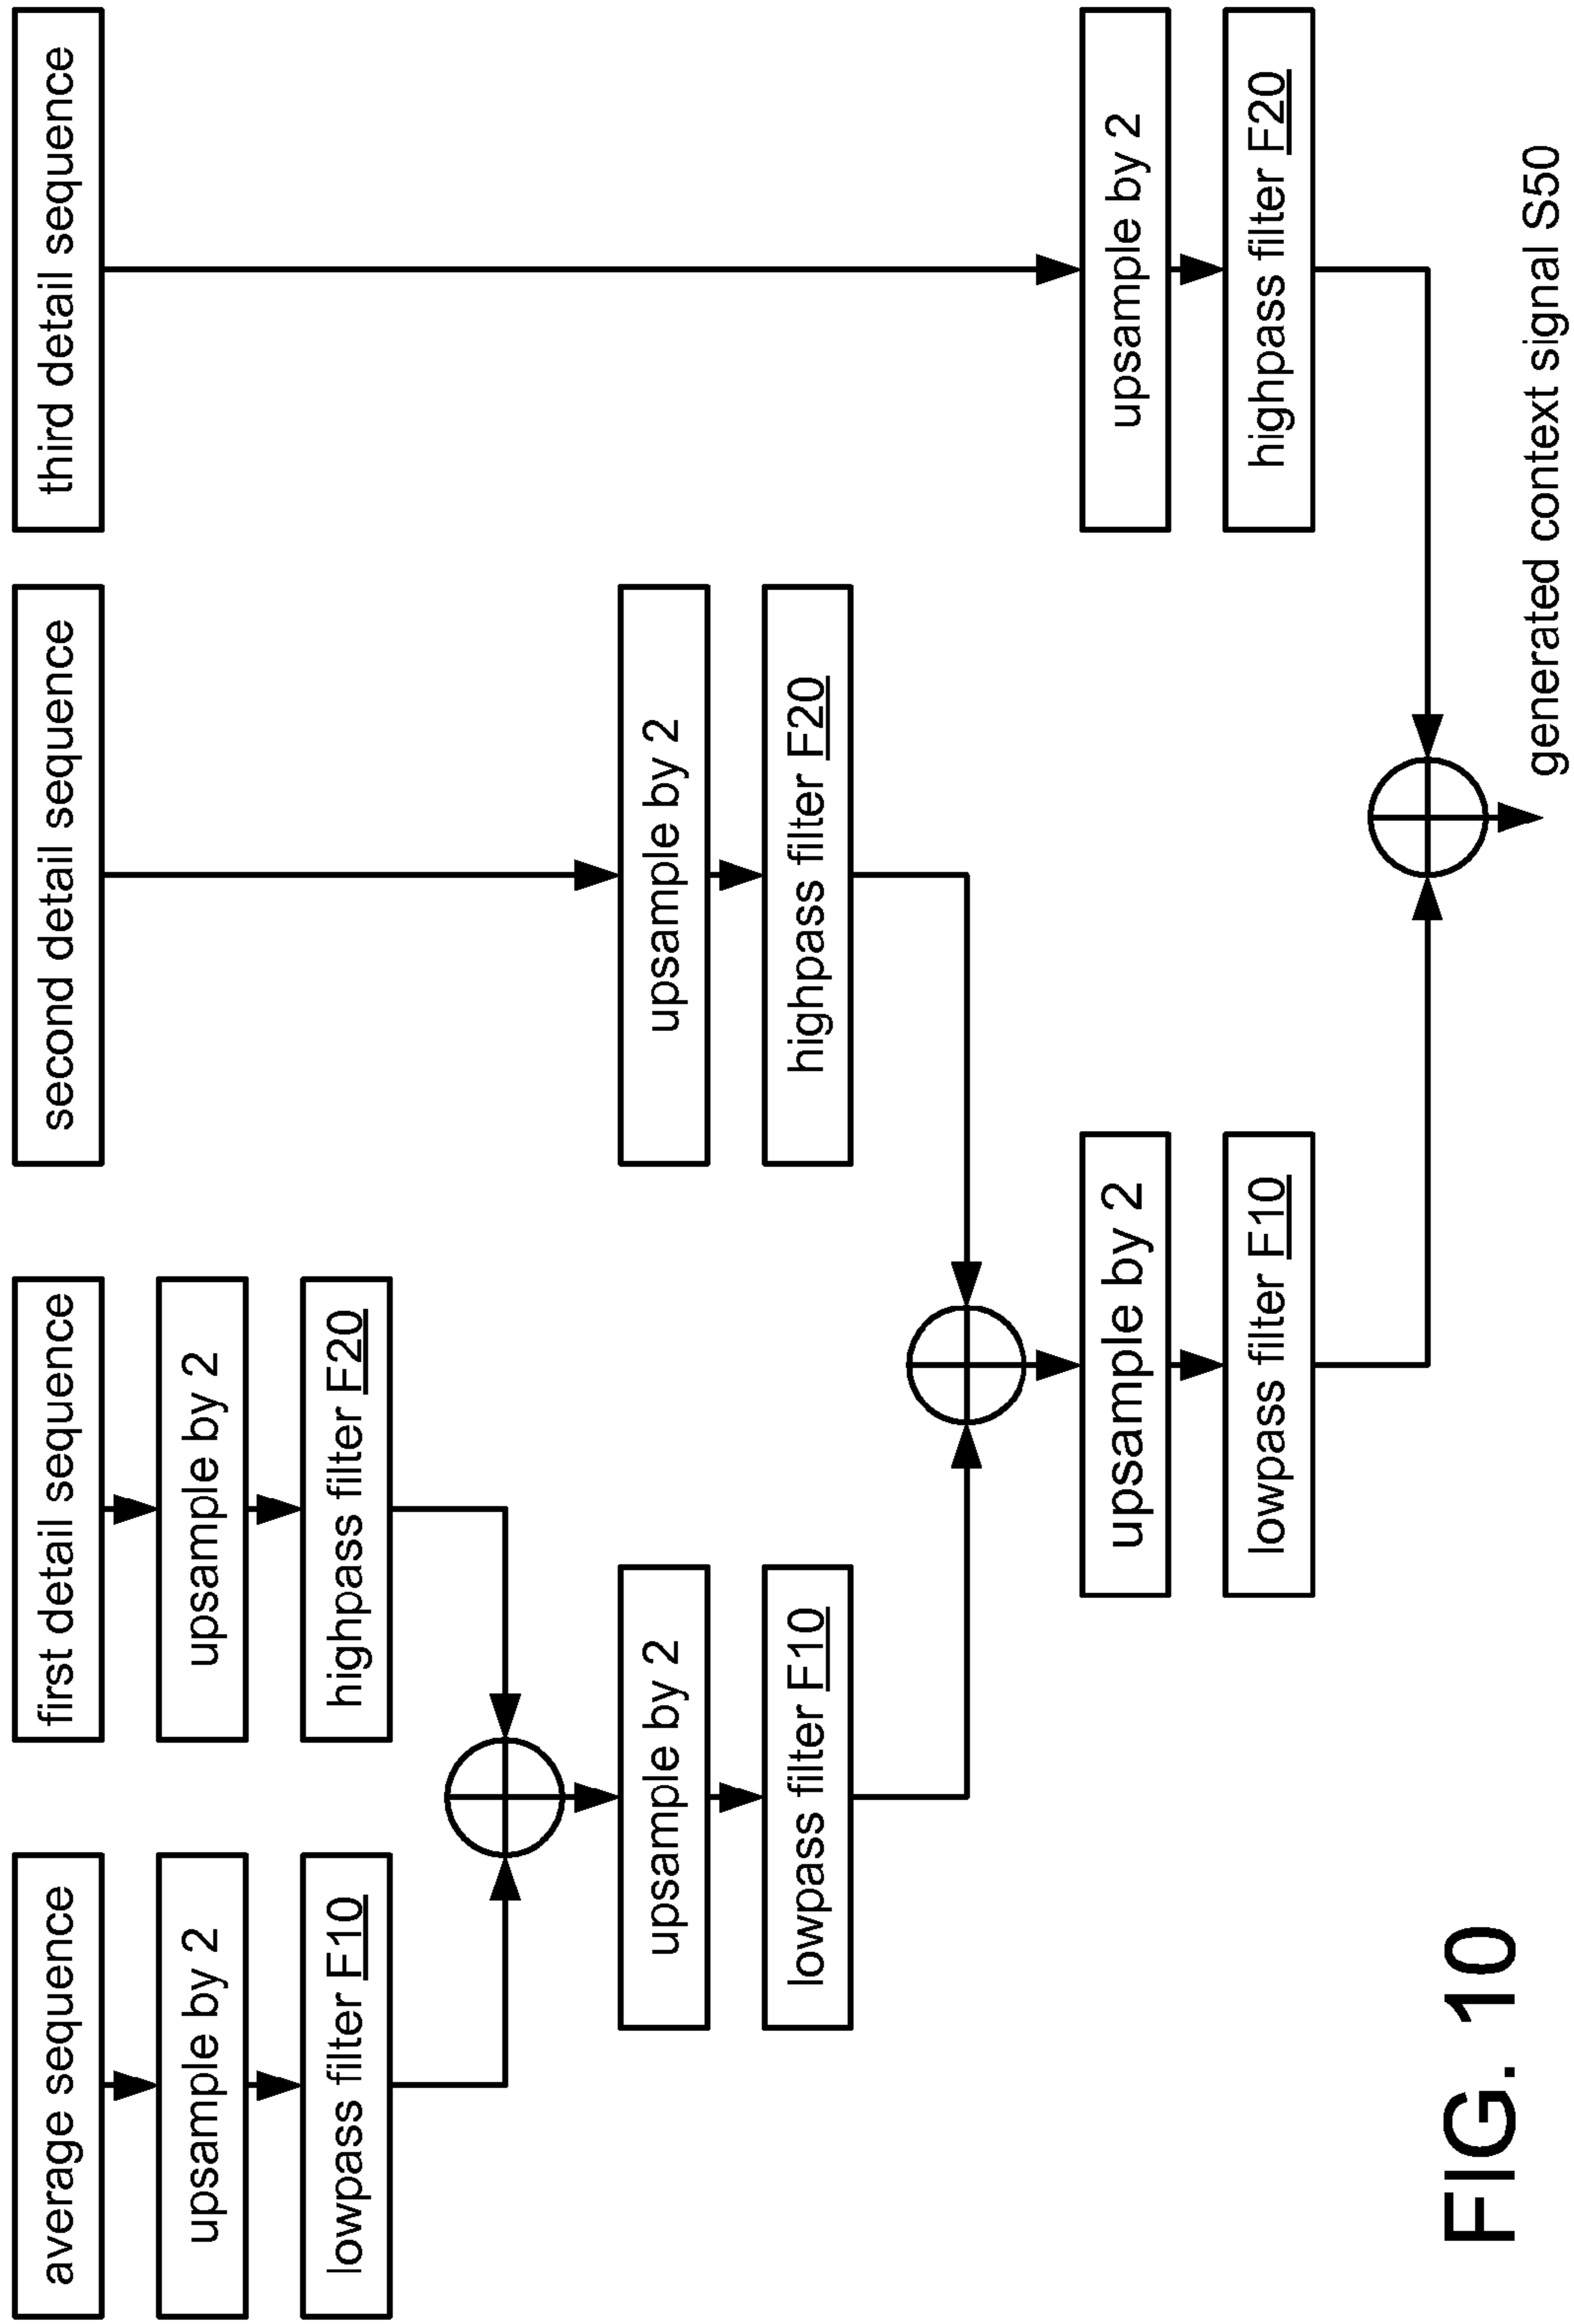 average sequence
first detail sequence
second detail sequence
third detail sequence
upsample by 2
upsample by 2
lowpass filter F10
highpass filter F20
upsample by 2
upsample by 2
lowpass filter F10
highpass filter F20
upsample by 2
upsample by 2
lowpass filter F10
highpass filter F20
generated context signal S50
FIG. 10